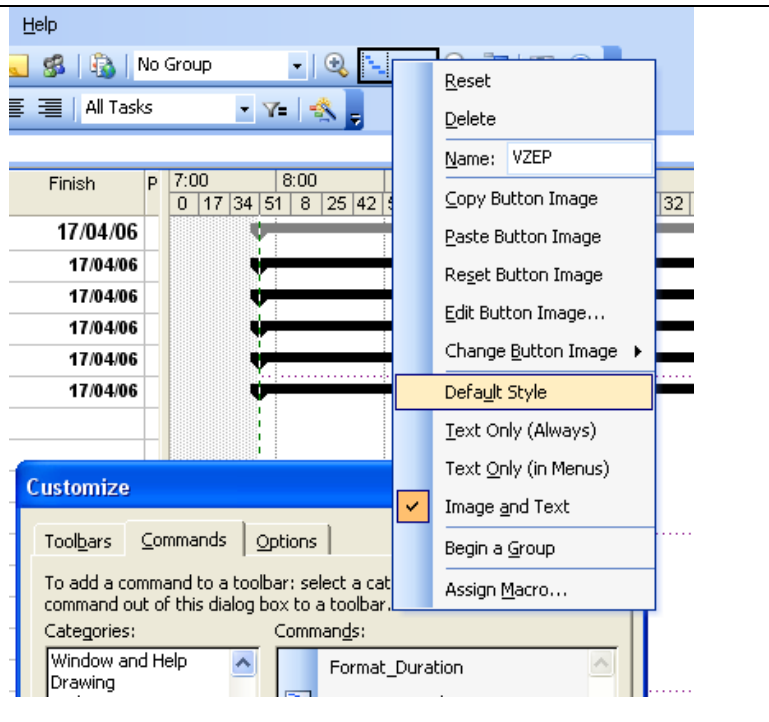 Help
No Group
All Tasks
Reset
Delete
Name: VZEP
Copy Button Image
Paste Button Image
Reset Button Image
Edit Button Image...
Change Button Image
Default Style
Text Only (Always)
Text Only (in Menus)
Image and Text
Begin a Group
Assign Macro...
Finish P 7:00 8:00
0 17 34 51 8 25 42 32
17/04/06
17/04/06
17/04/06
17/04/06
17/04/06
17/04/06
Customize
Toolbars Commands Options
To add a command to a toolbar: select a cat
command out of this dialog box to a toolbar.
Categories: Commands:
Window and Help
Drawing
Format_Duration